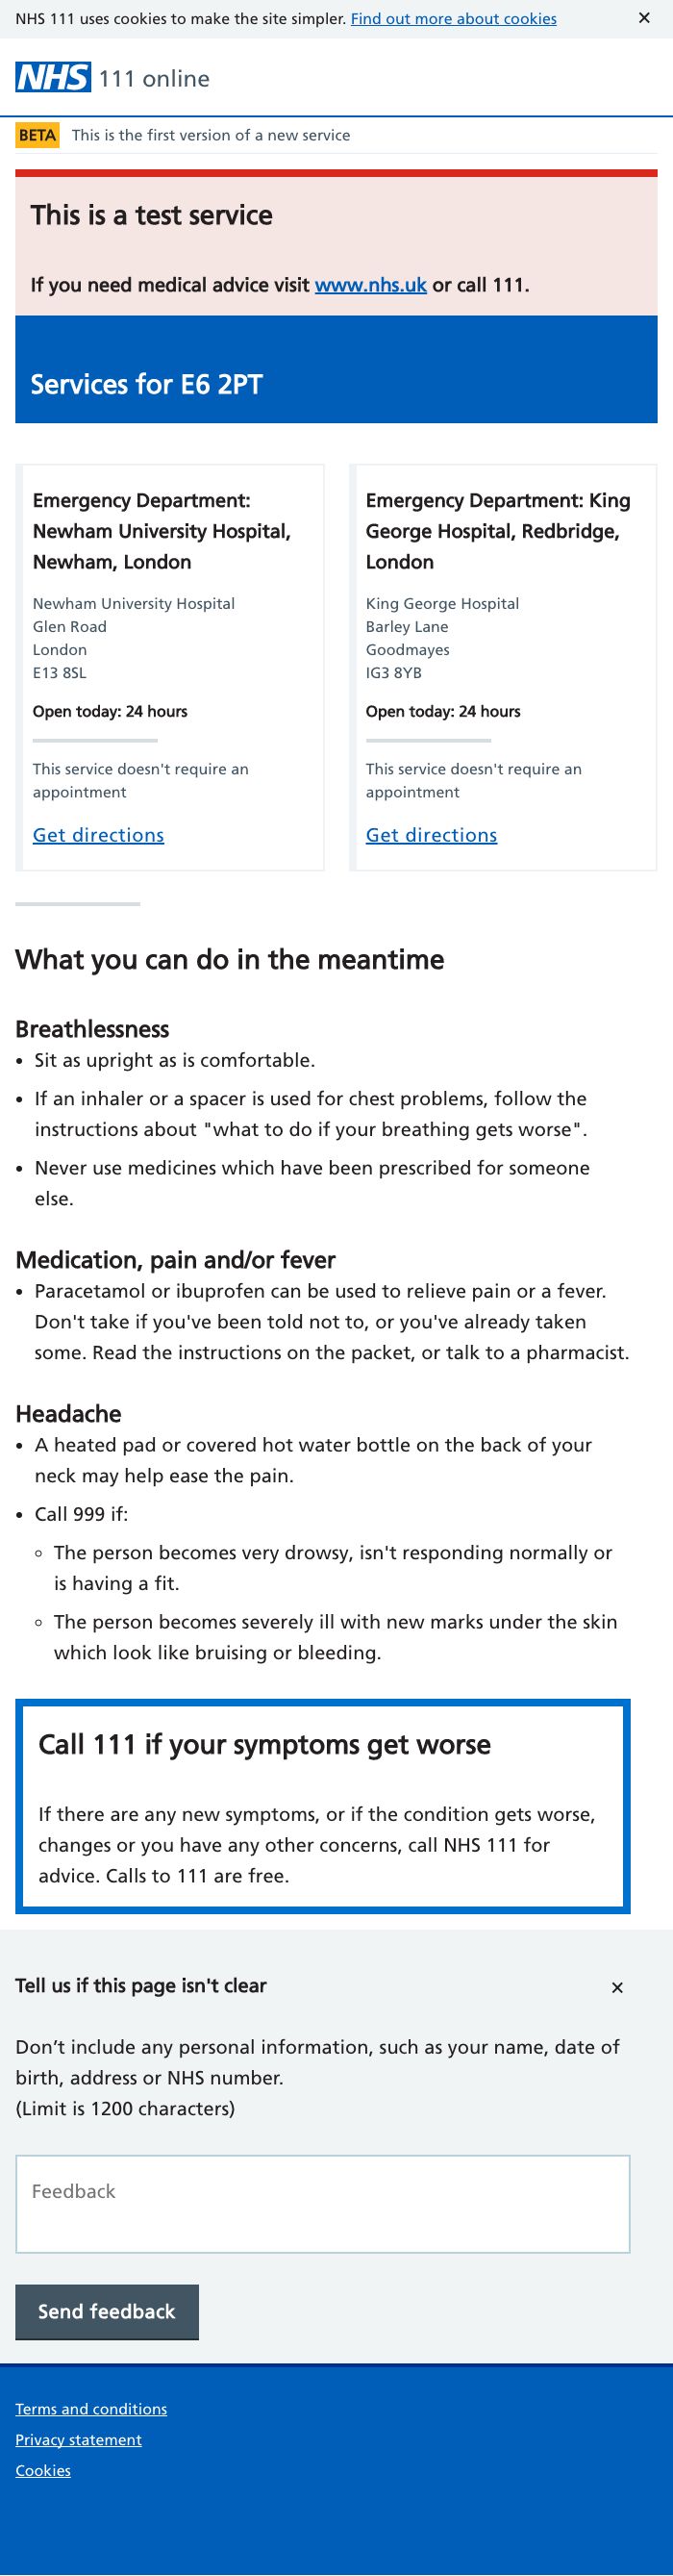 NHS 111 uses cookies to make the site simpler. Find out more about cookies ✕
NHS 111 online
BETA This is the first version of a new service
This is a test service
If you need medical advice visit www.nhs.uk or call 111.
Services for E6 2PT
Emergency Department:
Newham University Hospital,
Newham, London
Newham University Hospital
Glen Road
London
E13 8SL
Open today: 24 hours
This service doesn't require an
appointment
Get directions
Emergency Department: King
George Hospital, Redbridge,
London
King George Hospital
Barley Lane
Goodmayes
IG3 8YB
Open today: 24 hours
This service doesn't require an
appointment
Get directions
What you can do in the meantime
Breathlessness
• Sit as upright as is comfortable.
• If an inhaler or a spacer is used for chest problems, follow the
instructions about "what to do if your breathing gets worse".
• Never use medicines which have been prescribed for someone
else.
Medication, pain and/or fever
• Paracetamol or ibuprofen can be used to relieve pain or a fever.
Don't take if you've been told not to, or you've already taken
some. Read the instructions on the packet, or talk to a pharmacist.
Headache
• A heated pad or covered hot water bottle on the back of your
neck may help ease the pain.
• Call 999 if:
◦ The person becomes very drowsy, isn't responding normally or
is having a fit.
◦ The person becomes severely ill with new marks under the skin
which look like bruising or bleeding.
Call 111 if your symptoms get worse
If there are any new symptoms, or if the condition gets worse,
changes or you have any other concerns, call NHS 111 for
advice. Calls to 111 are free.
Tell us if this page isn't clear ✕
Don’t include any personal information, such as your name, date of
birth, address or NHS number.
(Limit is 1200 characters)
Feedback
Send feedback
Terms and conditions
Privacy statement
Cookies